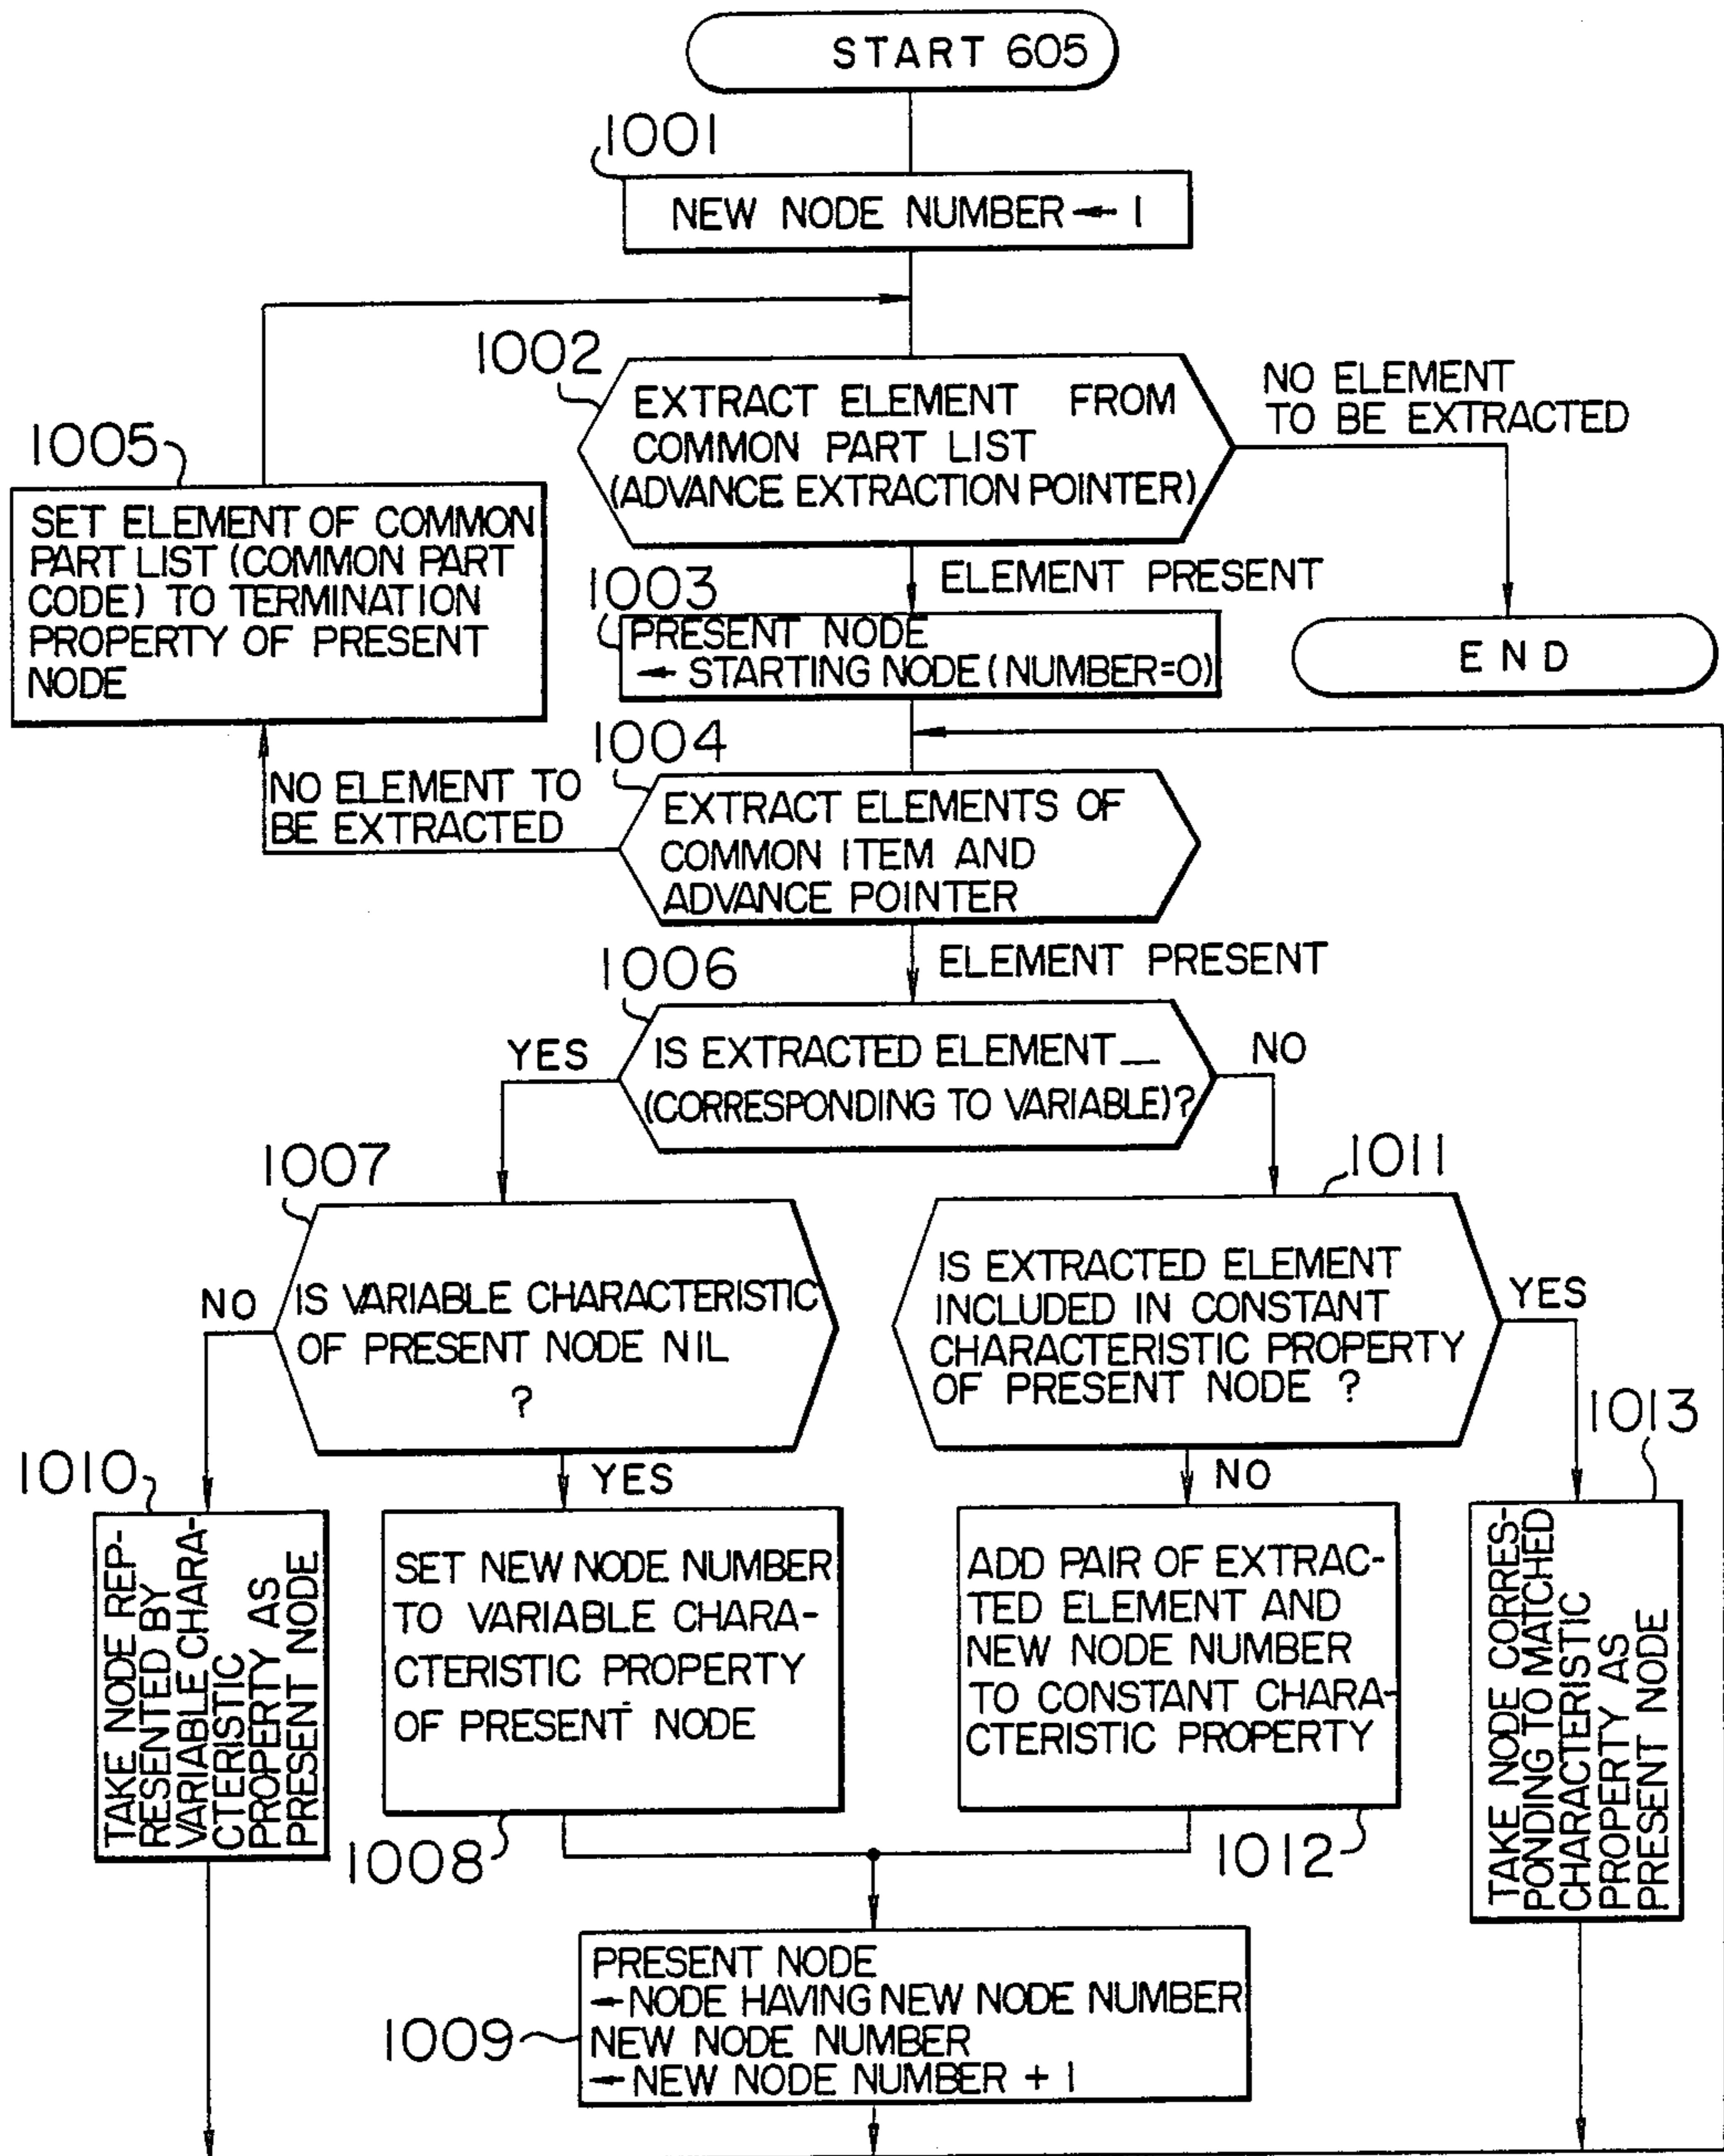 START 605
1001
NEW NODE NUMBER ← 1
1002
EXTRACT ELEMENT FROM
COMMON PART LIST
(ADVANCE EXTRACTION POINTER)
NO ELEMENT
TO BE EXTRACTED
1005
SET ELEMENT OF COMMON
PART LIST (COMMON PART
CODE) TO TERMINATION
PROPERTY OF PRESENT
NODE
ELEMENT PRESENT
1003
PRESENT NODE
← STARTING NODE (NUMBER=0)
END
1004
NO ELEMENT TO
BE EXTRACTED
EXTRACT ELEMENTS OF
COMMON ITEM AND
ADVANCE POINTER
ELEMENT PRESENT
1006
YES
IS EXTRACTED ELEMENT _
(CORRESPONDING TO VARIABLE)?
NO
1007
1011
NO
IS VARIABLE CHARACTERISTIC
OF PRESENT NODE NIL
?
IS EXTRACTED ELEMENT
INCLUDED IN CONSTANT
CHARACTERISTIC PROPERTY
OF PRESENT NODE ?
YES
1010
YES
NO
1013
TAKE NODE REP-
RESENTED BY
VARIABLE CHARA-
CTERISTIC
PROPERTY AS
PRESENT NODE
SET NEW NODE NUMBER
TO VARIABLE CHARA-
CTERISTIC PROPERTY
OF PRESENT NODE
ADD PAIR OF EXTRAC-
TED ELEMENT AND
NEW NODE NUMBER
TO CONSTANT CHARA-
CTERISTIC PROPERTY
TAKE NODE CORRES-
PONDING TO MATCHED
CHARACTERISTIC
PROPERTY AS
PRESENT NODE
1008
1012
1009
PRESENT NODE
← NODE HAVING NEW NODE NUMBER
NEW NODE NUMBER
← NEW NODE NUMBER + 1